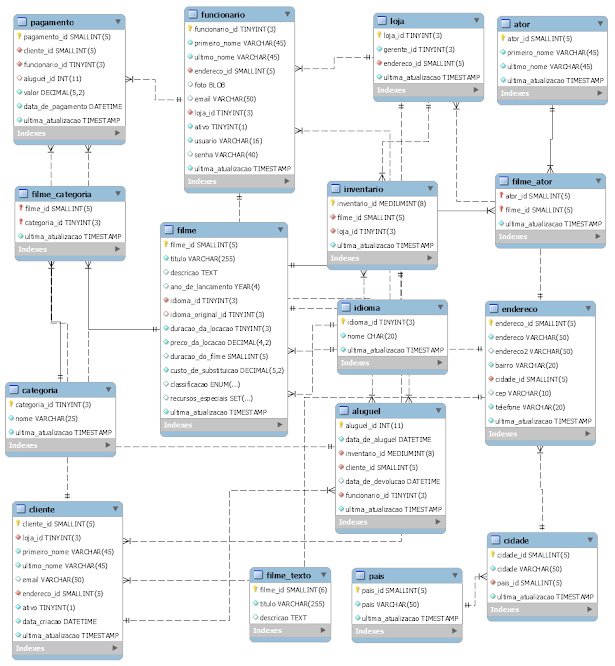 pagamento
pagamento_id SMALLINT(5)
cliente_id SMALLINT(5)
funcionario_id TINYINT(3)
aluguel_id INT(11)
valor DECIMAL(5,2)
data_de_pagamento DATETIME
ultima_atualizacao TIMESTAMP
Indexes
funcionario
funcionario_id TINYINT(3)
primeiro_nome VARCHAR(45)
ultimo_nome VARCHAR(45)
endereco_id SMALLINT(5)
foto BLOB
email VARCHAR(50)
loja_id TINYINT(3)
ativo TINYINT(1)
usuario VARCHAR(16)
senha VARCHAR(40)
ultima_atualizacao TIMESTAMP
Indexes
loja
loja_id TINYINT(3)
gerente_id TINYINT(3)
endereco_id SMALLINT(5)
ultima_atualizacao TIMESTAMP
Indexes
ator
ator_id SMALLINT(5)
primeiro_nome VARCHAR(45)
ultimo_nome VARCHAR(45)
ultima_atualizacao TIMESTAMP
Indexes
filme_categoria
filme_id SMALLINT(5)
categoria_id TINYINT(3)
ultima_atualizacao TIMESTAMP
Indexes
filme
filme_id SMALLINT(5)
titulo VARCHAR(255)
descricao TEXT
ano_de_lancamento YEAR(4)
idioma_id TINYINT(3)
idioma_original_id TINYINT(3)
duracao_da_locacao TINYINT(3)
preco_da_locacao DECIMAL(4,2)
duracao_do_filme SMALLINT(5)
custo_de_substituicao DECIMAL(5,2)
classificacao ENUM(...)
recursos_especiais SET(...)
ultima_atualizacao TIMESTAMP
Indexes
inventario
inventario_id MEDIUMINT(8)
filme_id SMALLINT(5)
loja_id TINYINT(3)
ultima_atualizacao TIMESTAMP
Indexes
filme_ator
ator_id SMALLINT(5)
filme_id SMALLINT(5)
ultima_atualizacao TIMESTAMP
Indexes
idioma
idioma_id TINYINT(3)
nome CHAR(20)
ultima_atualizacao TIMESTAMP
Indexes
endereco
endereco_id SMALLINT(5)
endereco VARCHAR(50)
endereco2 VARCHAR(50)
bairro VARCHAR(20)
cidade_id SMALLINT(5)
cep VARCHAR(10)
telefone VARCHAR(20)
ultima_atualizacao TIMESTAMP
Indexes
categoria
categoria_id TINYINT(3)
nome VARCHAR(25)
ultima_atualizacao TIMESTAMP
Indexes
aluguel
aluguel_id INT(11)
data_de_aluguel DATETIME
inventario_id MEDIUMINT(8)
cliente_id SMALLINT(5)
data_de_devolucao DATETIME
funcionario_id TINYINT(3)
ultima_atualizacao TIMESTAMP
Indexes
cliente
cliente_id SMALLINT(5)
loja_id TINYINT(3)
primeiro_nome VARCHAR(45)
ultimo_nome VARCHAR(45)
email VARCHAR(50)
endereco_id SMALLINT(5)
ativo TINYINT(1)
data_criacao DATETIME
ultima_atualizacao TIMESTAMP
Indexes
filme_texto
filme_id SMALLINT(6)
titulo VARCHAR(255)
descricao TEXT
Indexes
pais
pais_id SMALLINT(5)
pais VARCHAR(50)
ultima_atualizacao TIMESTAMP
Indexes
cidade
cidade_id SMALLINT(5)
cidade VARCHAR(50)
pais_id SMALLINT(5)
ultima_atualizacao TIMESTAMP
Indexes